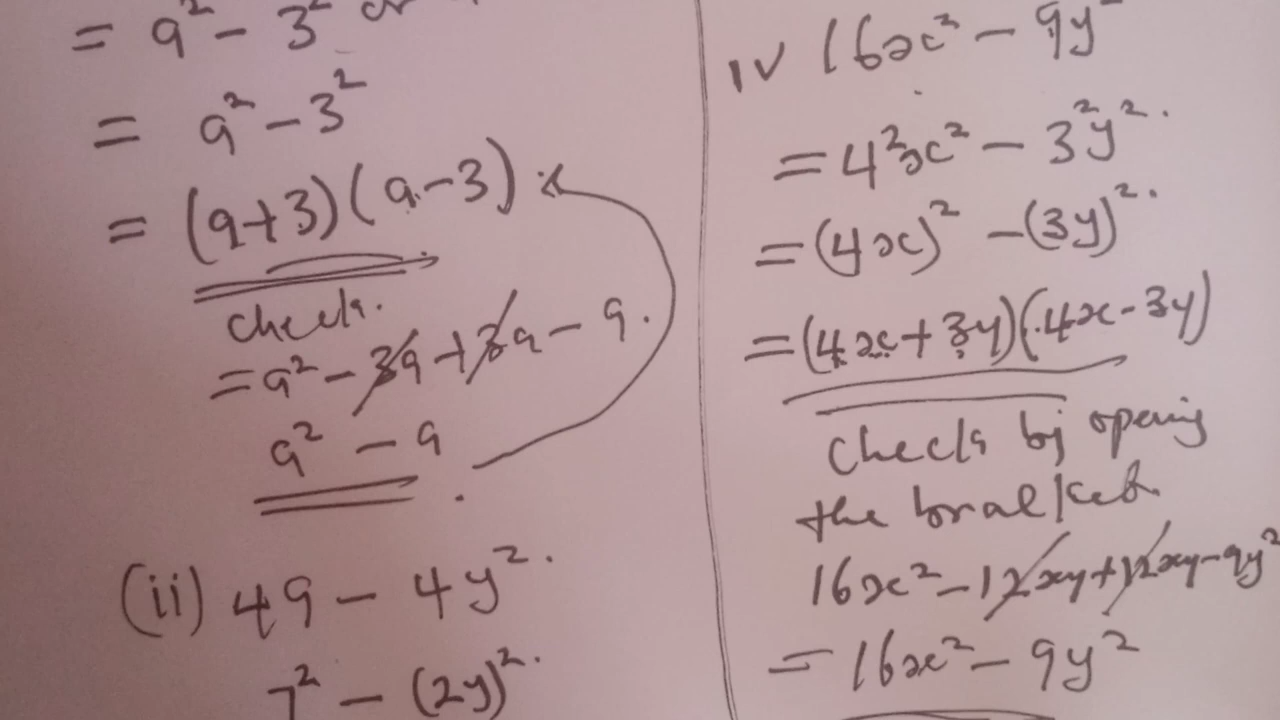 = a² - 3² or
= a² - 3²
= (a+3)(a-3)
Check.
= a² - 3a + 3a - 9.
a² - 9
(ii) 49 - 4y².
7² - (2y)².
IV 16x² - 9y²
= 4²x² - 3²y².
= (4x)² - (3y)².
= (4x + 3y)(4x - 3y)
Check by opening
the bracket
16x² - 12xy + 12xy - 9y²
= 16x² - 9y²